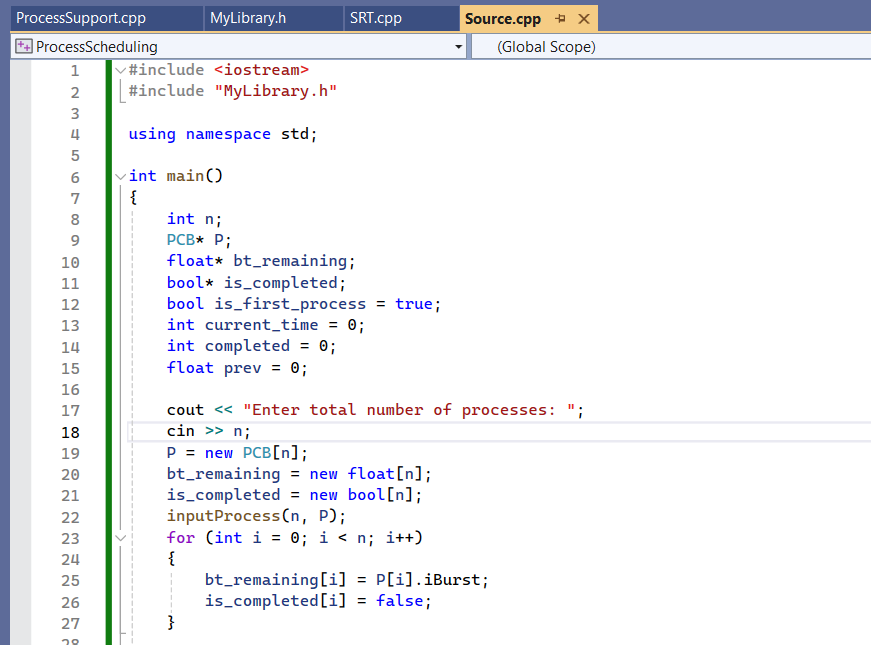 ProcessSupport.cpp MyLibrary.h SRT.cpp Source.cpp
ProcessScheduling (Global Scope)
1 #include <iostream>
2 #include "MyLibrary.h"
3
4 using namespace std;
5
6 int main()
7 {
8 int n;
9 PCB* P;
10 float* bt_remaining;
11 bool* is_completed;
12 bool is_first_process = true;
13 int current_time = 0;
14 int completed = 0;
15 float prev = 0;
16
17 cout << "Enter total number of processes: ";
18 cin >> n;
19 P = new PCB[n];
20 bt_remaining = new float[n];
21 is_completed = new bool[n];
22 inputProcess(n, P);
23 for (int i = 0; i < n; i++)
24 {
25 bt_remaining[i] = P[i].iBurst;
26 is_completed[i] = false;
27 }
28